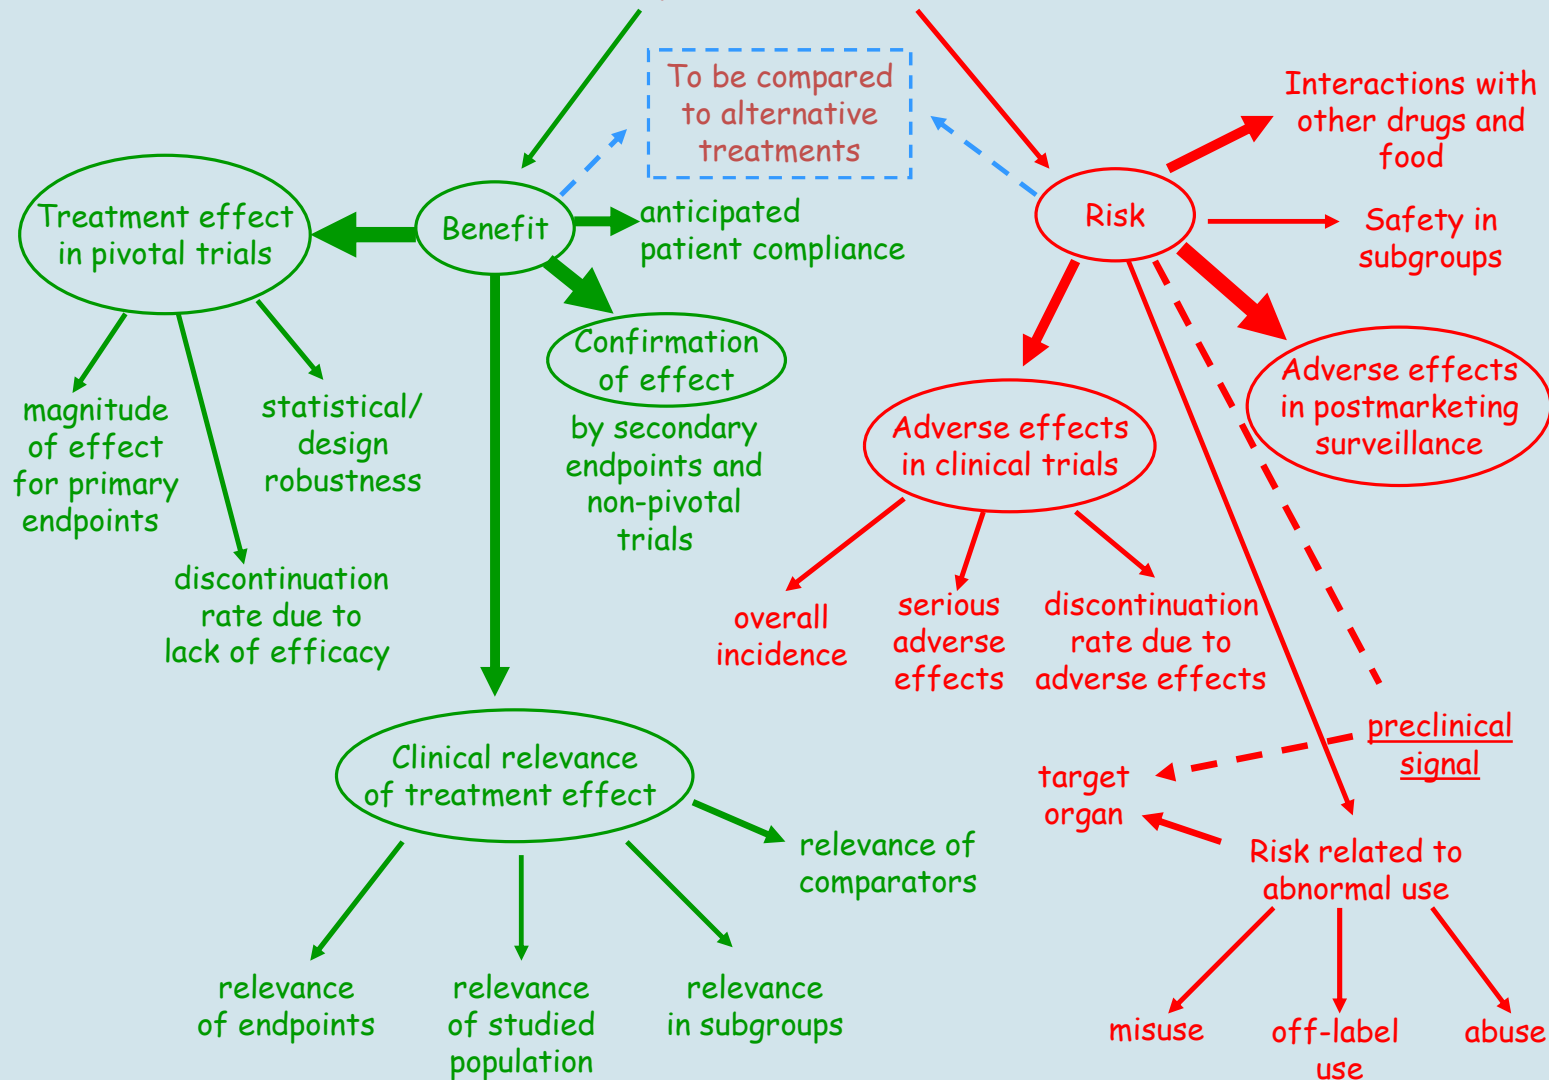 To be compared
to alternative
treatments
Interactions with
other drugs and
food
Treatment effect
in pivotal trials
Benefit
anticipated
patient compliance
Risk
Safety in
subgroups
Confirmation
of effect
by secondary
endpoints and
non-pivotal
trials
Adverse effects
in postmarketing
surveillance
magnitude
of effect
for primary
endpoints
statistical/
design
robustness
Adverse effects
in clinical trials
discontinuation
rate due to
lack of efficacy
overall
incidence
serious
adverse
effects
discontinuation
rate due to
adverse effects
Clinical relevance
of treatment effect
preclinical
signal
target
organ
relevance of
comparators
Risk related to
abnormal use
relevance
of endpoints
relevance
of studied
population
relevance
in subgroups
misuse
off-label
use
abuse